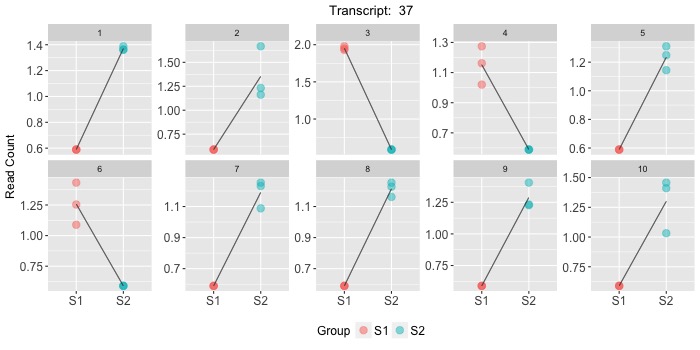 Transcript: 37
1 2 3 4 5
1.4 1.2 1.0 0.8 0.6
1.50 1.25 1.00 0.75
2.0 1.5 1.0
1.3 1.1 0.9 0.7
1.2 1.0 0.8 0.6
Read Count
6 7 8 9 10
1.25 1.00 0.75
1.1 0.9 0.7
1.1 0.9 0.7
1.25 1.00 0.75
1.50 1.25 1.00 0.75
S1 S2 S1 S2 S1 S2 S1 S2 S1 S2
Group S1 S2